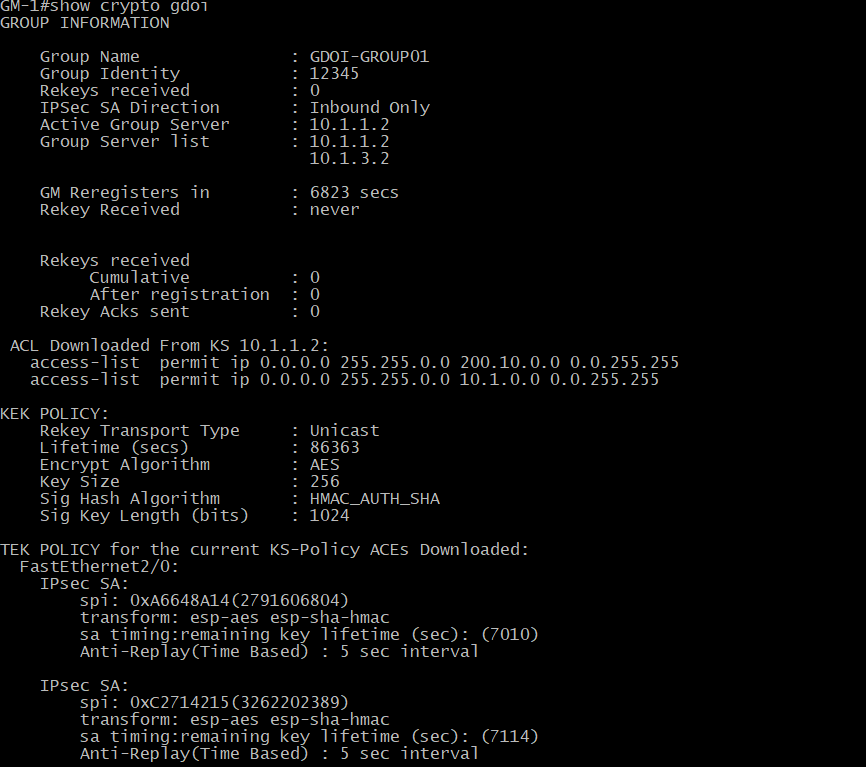 GM-1#show crypto gdoi
GROUP INFORMATION
Group Name : GDOI-GROUP01
Group Identity : 12345
Rekeys received : 0
IPSec SA Direction : Inbound Only
Active Group Server : 10.1.1.2
Group Server list : 10.1.1.2
10.1.3.2
GM Reregisters in : 6823 secs
Rekey Received : never
Rekeys received
Cumulative : 0
After registration : 0
Rekey Acks sent : 0
ACL Downloaded From KS 10.1.1.2:
access-list permit ip 0.0.0.0 255.255.0.0 200.10.0.0 0.0.255.255
access-list permit ip 0.0.0.0 255.255.0.0 10.1.0.0 0.0.255.255
KEK POLICY:
Rekey Transport Type : Unicast
Lifetime (secs) : 86363
Encrypt Algorithm : AES
Key Size : 256
Sig Hash Algorithm : HMAC_AUTH_SHA
Sig Key Length (bits) : 1024
TEK POLICY for the current KS-Policy ACEs Downloaded:
FastEthernet2/0:
IPsec SA:
spi: 0xA6648A14(2791606804)
transform: esp-aes esp-sha-hmac
sa timing:remaining key lifetime (sec): (7010)
Anti-Replay(Time Based) : 5 sec interval
IPsec SA:
spi: 0xC2714215(3262202389)
transform: esp-aes esp-sha-hmac
sa timing:remaining key lifetime (sec): (7114)
Anti-Replay(Time Based) : 5 sec interval